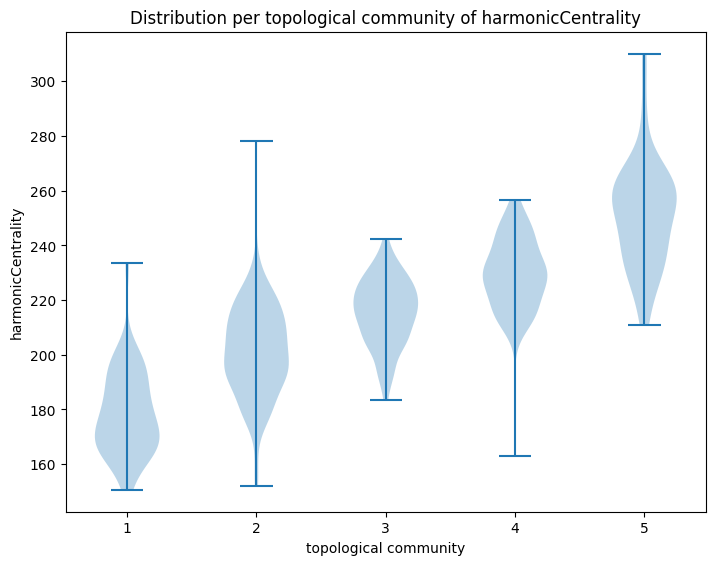 Distribution per topological community of harmonicCentrality
300
280
260
240
220
200
180
160
harmonicCentrality
1 2 3 4 5
topological community